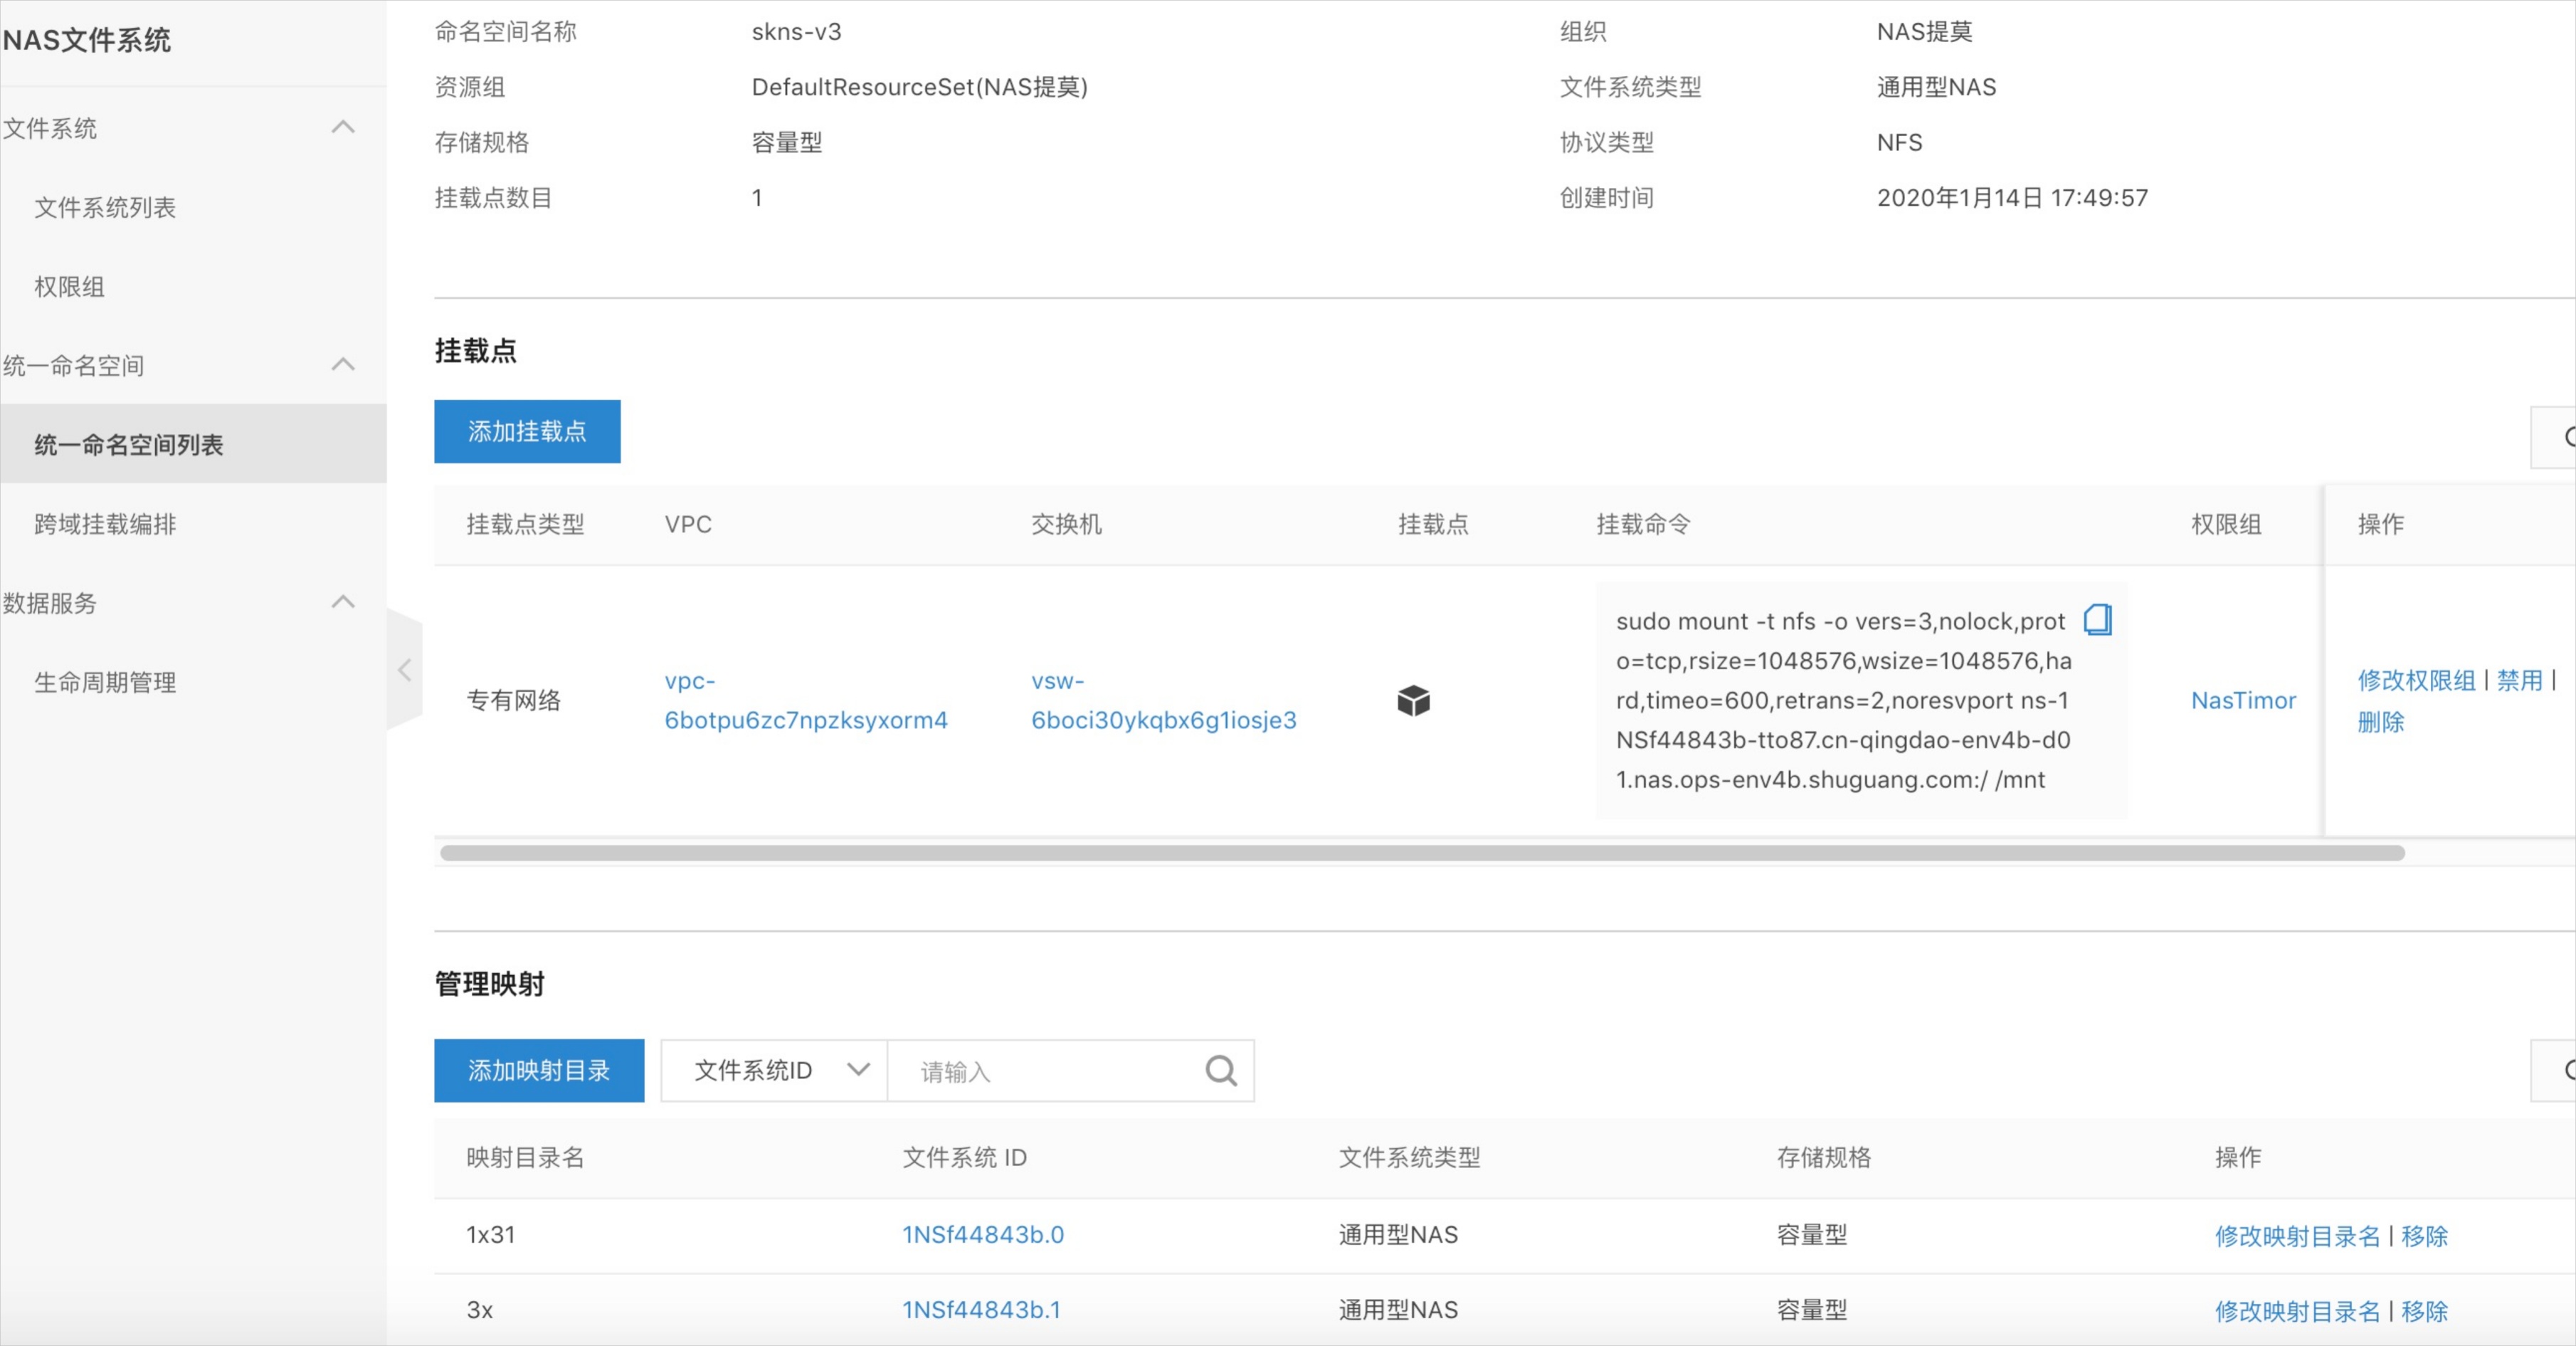 NAS文件系统
文件系统
文件系统列表
权限组
统一命名空间
统一命名空间列表
跨域挂载编排
数据服务
生命周期管理
命名空间名称 skns-v3 组织 NAS提莫
资源组 DefaultResourceSet(NAS提莫) 文件系统类型 通用型NAS
存储规格 容量型 协议类型 NFS
挂载点数目 1 创建时间 2020年1月14日 17:49:57
挂载点
添加挂载点
挂载点类型 VPC 交换机 挂载点 挂载命令 权限组 操作
专有网络
vpc-
6botpu6zc7npzksyxorm4
vsw-
6boci30ykqbx6g1iosje3
sudo mount -t nfs -o vers=3,nolock,prot
o=tcp,rsize=1048576,wsize=1048576,ha
rd,timeo=600,retrans=2,noresvport ns-1
NSf44843b-tto87.cn-qingdao-env4b-d0
1.nas.ops-env4b.shuguang.com:/ /mnt
NasTimor
修改权限组 | 禁用 |
删除
管理映射
添加映射目录 文件系统ID 请输入
映射目录名 文件系统 ID 文件系统类型 存储规格 操作
1x31 1NSf44843b.0 通用型NAS 容量型 修改映射目录名 | 移除
3x 1NSf44843b.1 通用型NAS 容量型 修改映射目录名 | 移除